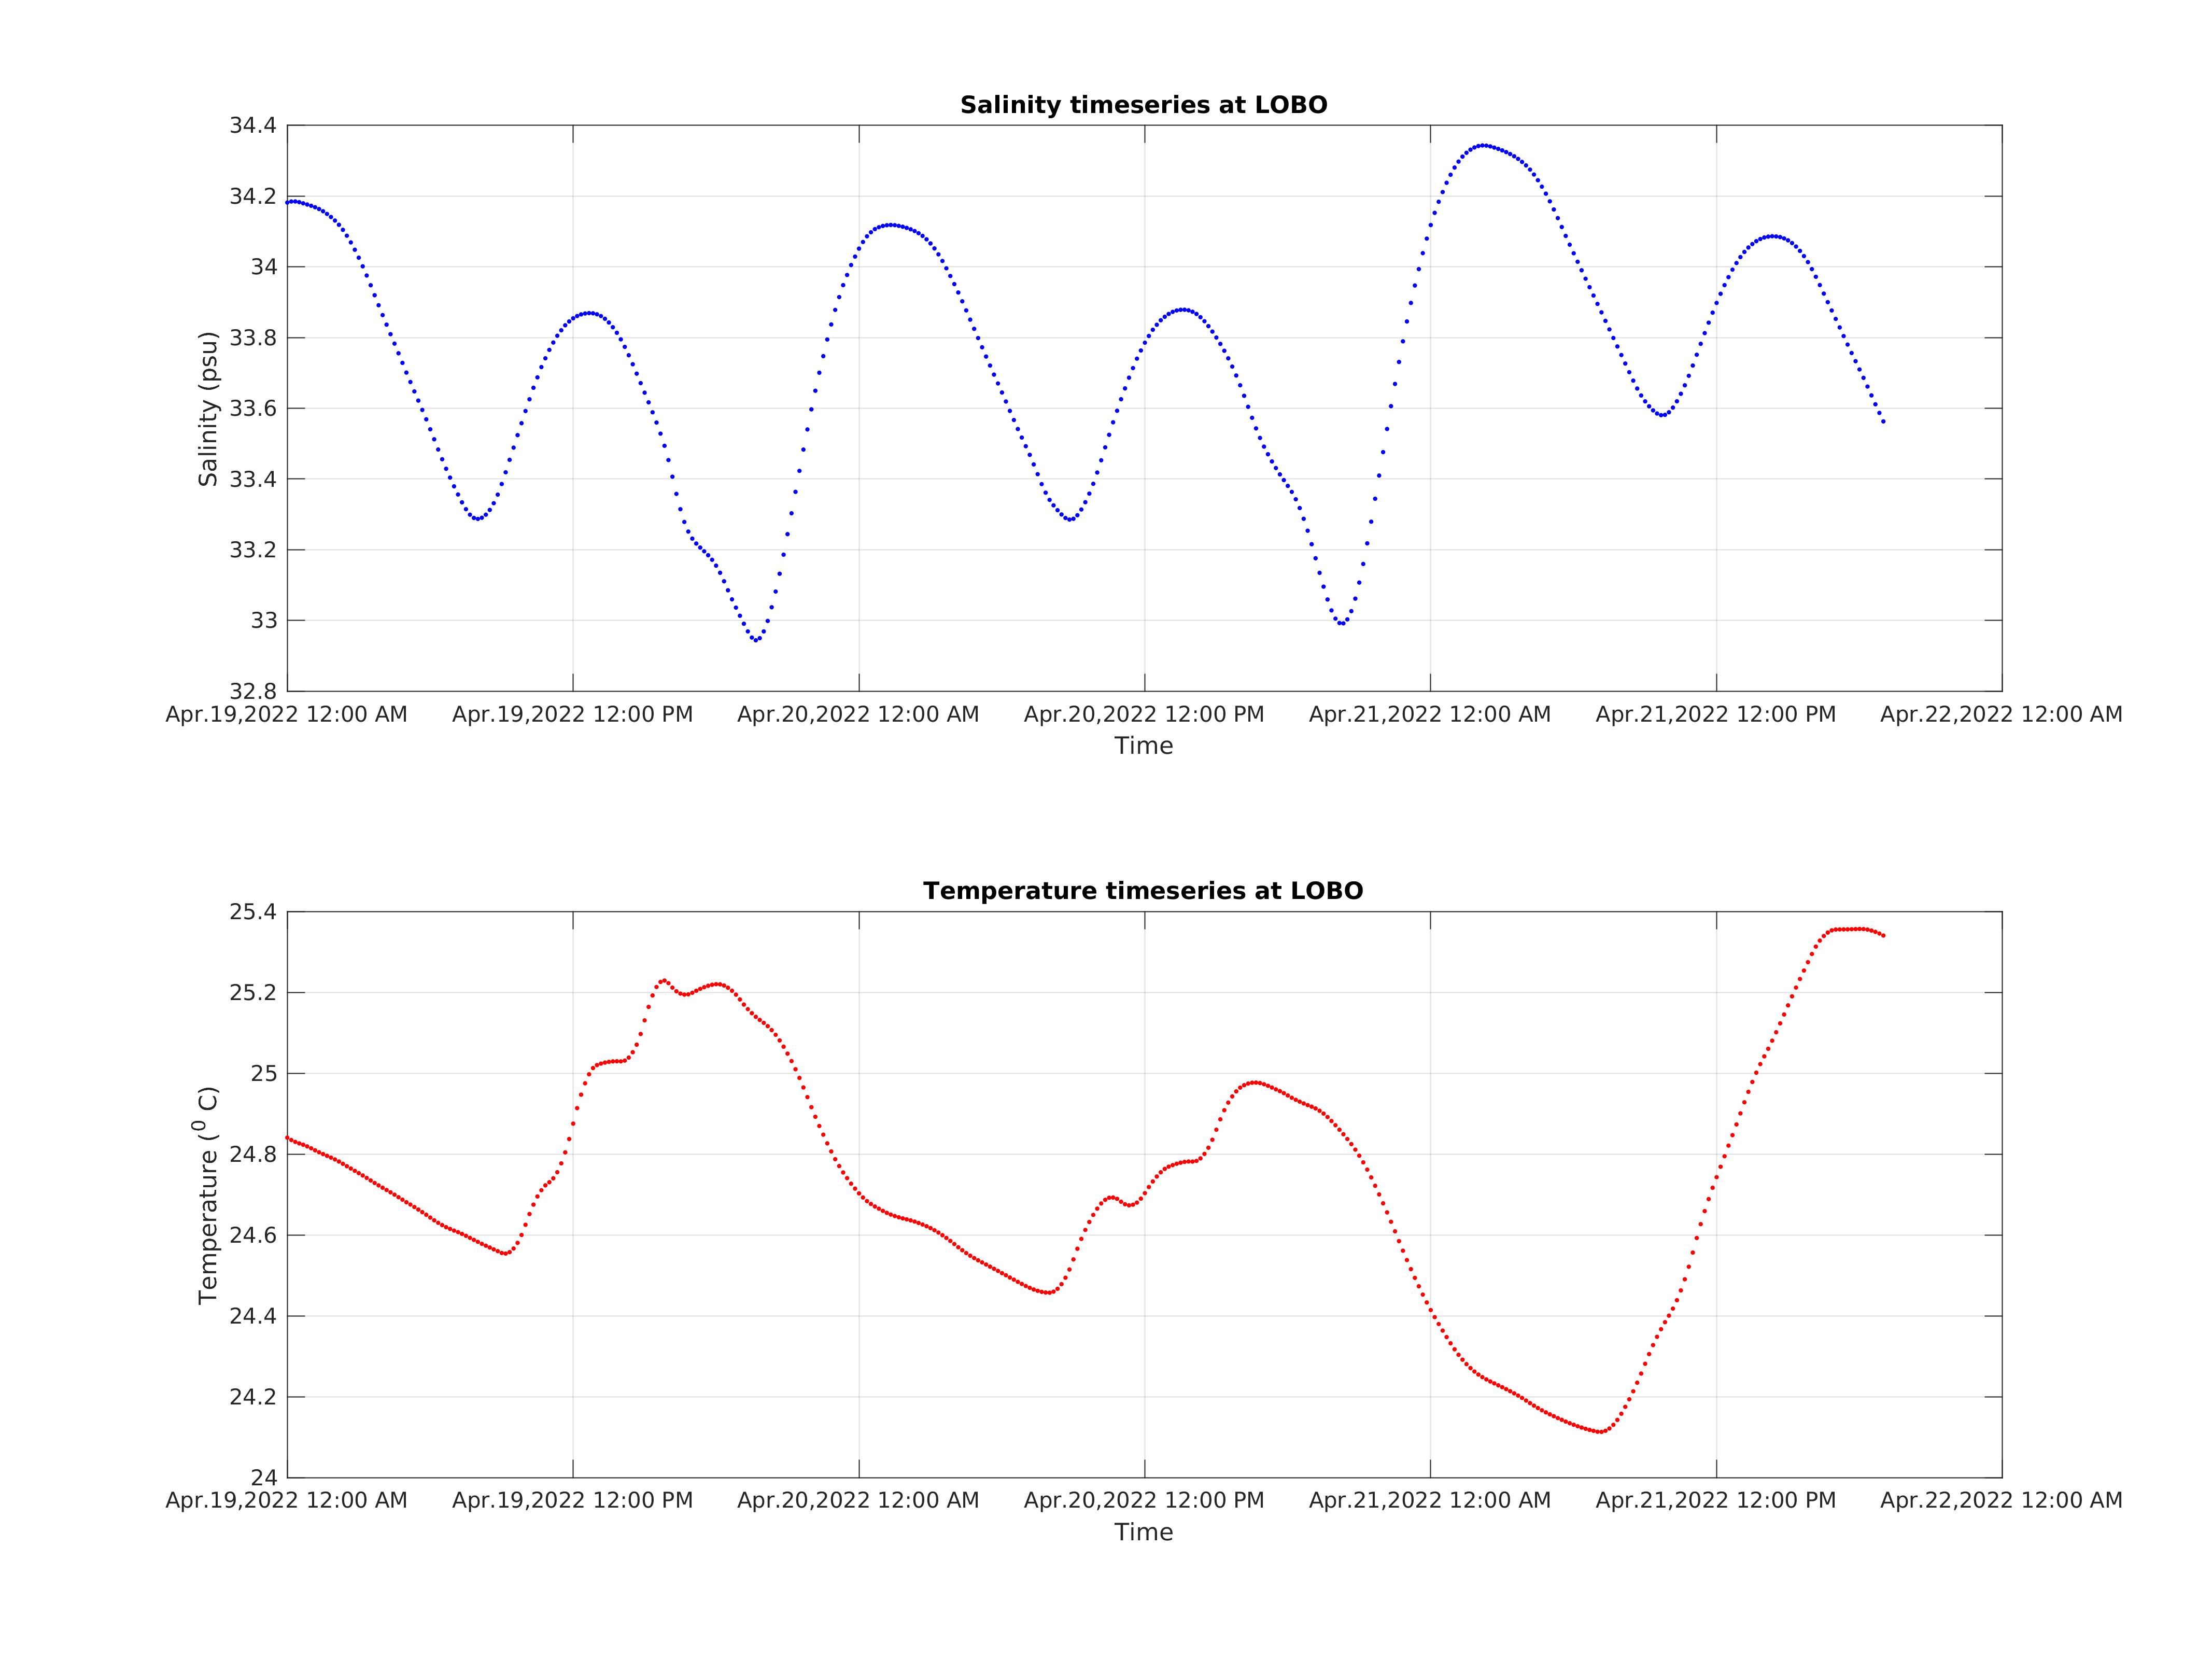 Salinity timeseries at LOBO
34.4
34.2
34
33.8
33.6
33.4
33.2
33
32.8
Salinity (psu)
Apr.19,2022 12:00 AM Apr.19,2022 12:00 PM Apr.20,2022 12:00 AM Apr.20,2022 12:00 PM Apr.21,2022 12:00 AM Apr.21,2022 12:00 PM Apr.22,2022 12:00 AM
Time
Temperature timeseries at LOBO
25.4
25.2
25
24.8
24.6
24.4
24.2
24
Temperature (⁰ C)
Apr.19,2022 12:00 AM Apr.19,2022 12:00 PM Apr.20,2022 12:00 AM Apr.20,2022 12:00 PM Apr.21,2022 12:00 AM Apr.21,2022 12:00 PM Apr.22,2022 12:00 AM
Time